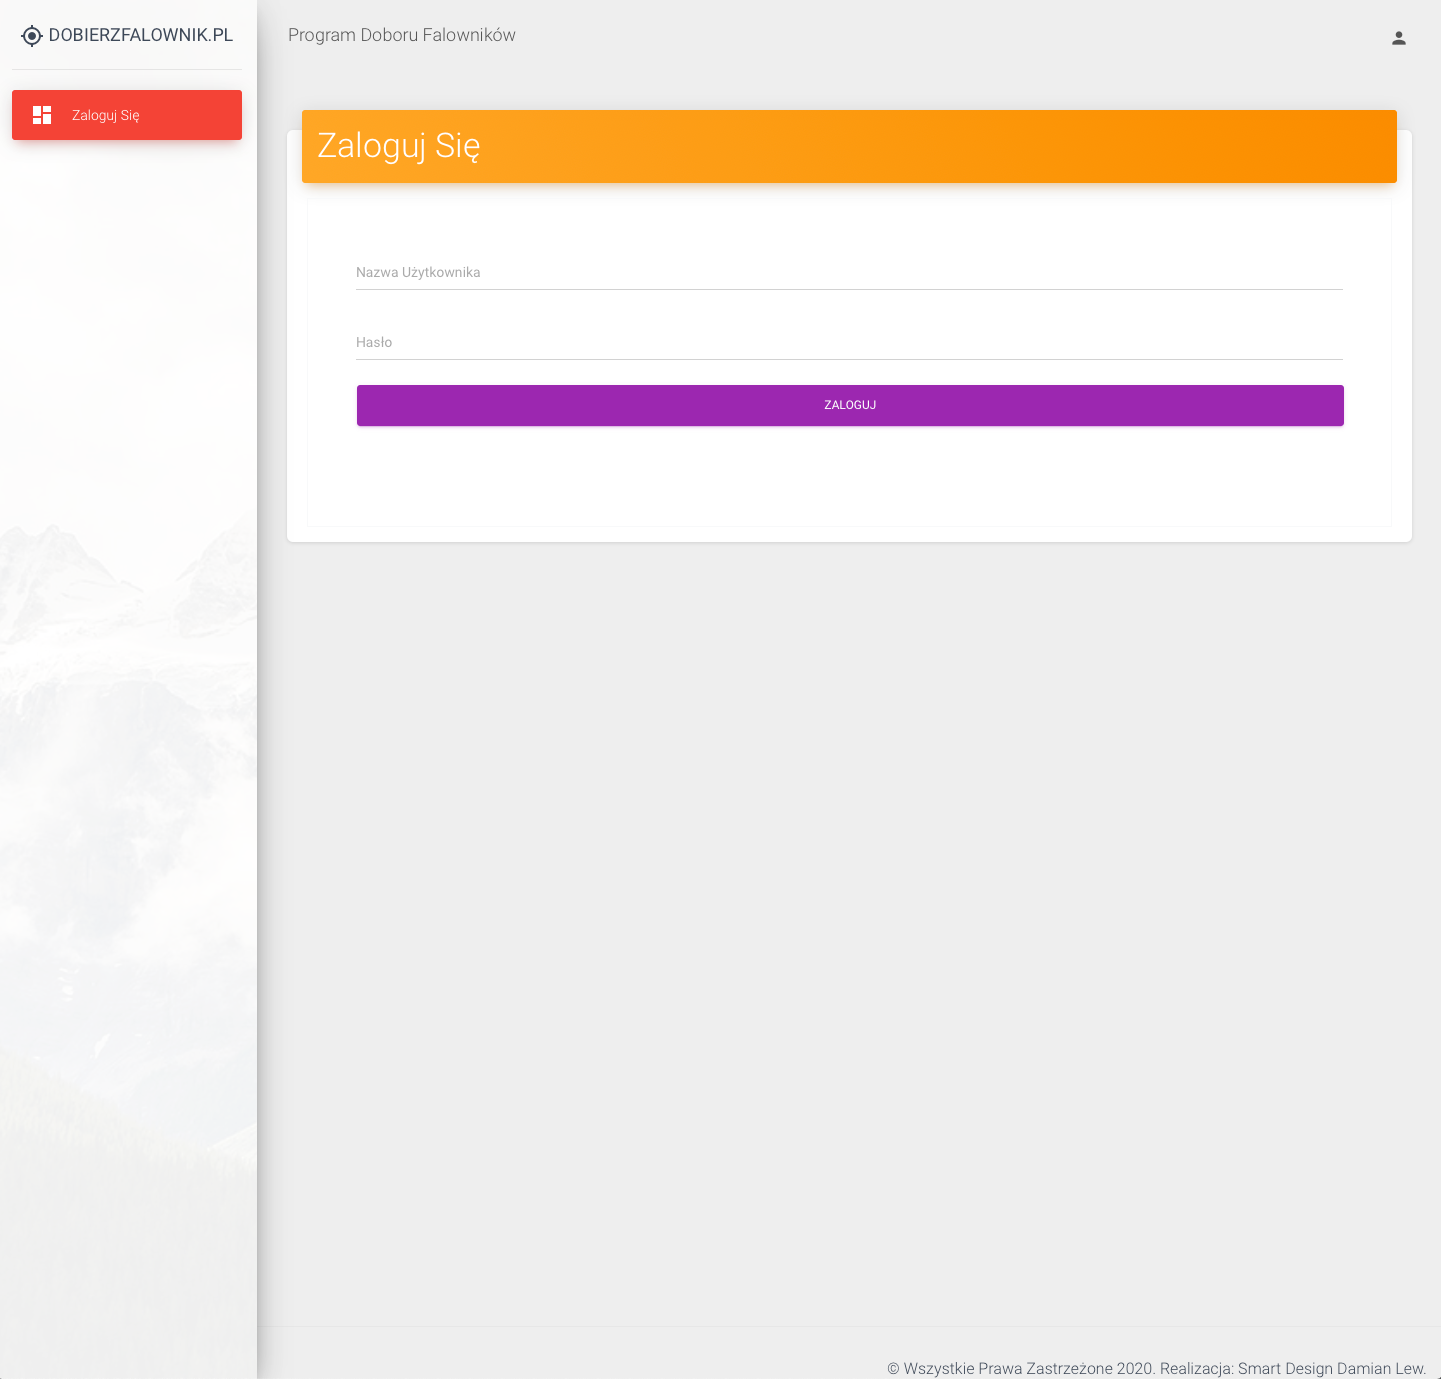 DOBIERZFALOWNIK.PL
Zaloguj Się
Program Doboru Falowników
Zaloguj Się
Nazwa Użytkownika
Hasło
ZALOGUJ
© Wszystkie Prawa Zastrzeżone 2020. Realizacja: Smart Design Damian Lew.